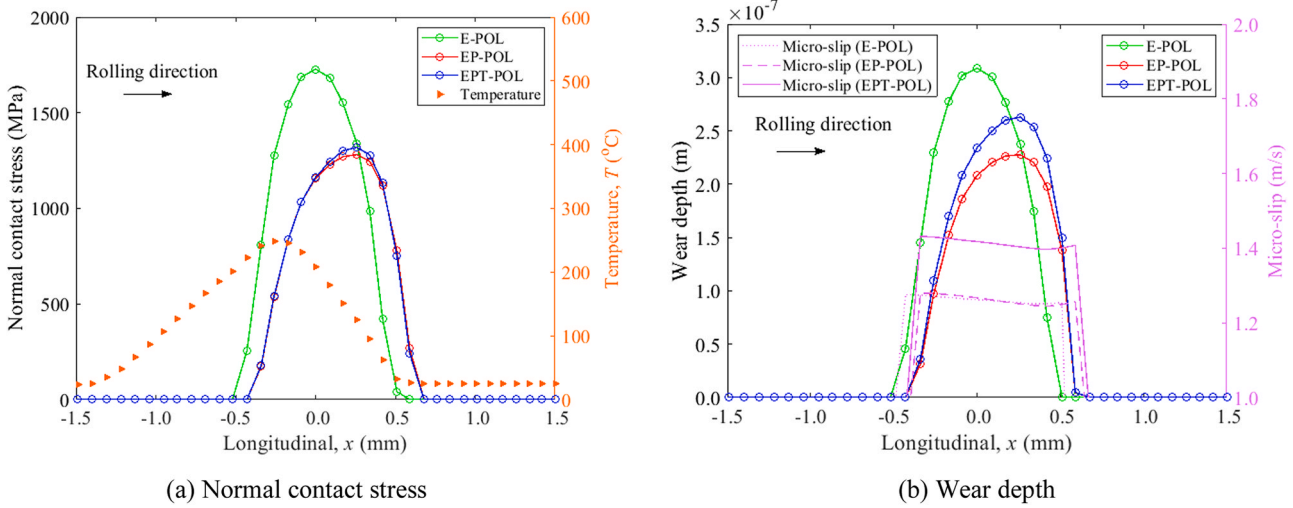 2000
1500
1000
500
0
Normal contact stress (MPa)
E-POL
EP-POL
EPT-POL
Temperature
Rolling direction
600
500
400
300
200
100
0
Temperature, T (°C)
-1.5 -1.0 -0.5 0.0 0.5 1.0 1.5
Longitudinal, x (mm)
(a) Normal contact stress
×10⁻⁷
3.5
3.0
2.5
2.0
1.5
1.0
0.5
0.0
Wear depth (m)
Micro-slip (E-POL)
Micro-slip (EP-POL)
Micro-slip (EPT-POL)
E-POL
EP-POL
EPT-POL
Rolling direction
2.0
1.8
1.6
1.4
1.2
1.0
Micro-slip (m/s)
-1.5 -1.0 -0.5 0.0 0.5 1.0 1.5
Longitudinal, x (mm)
(b) Wear depth